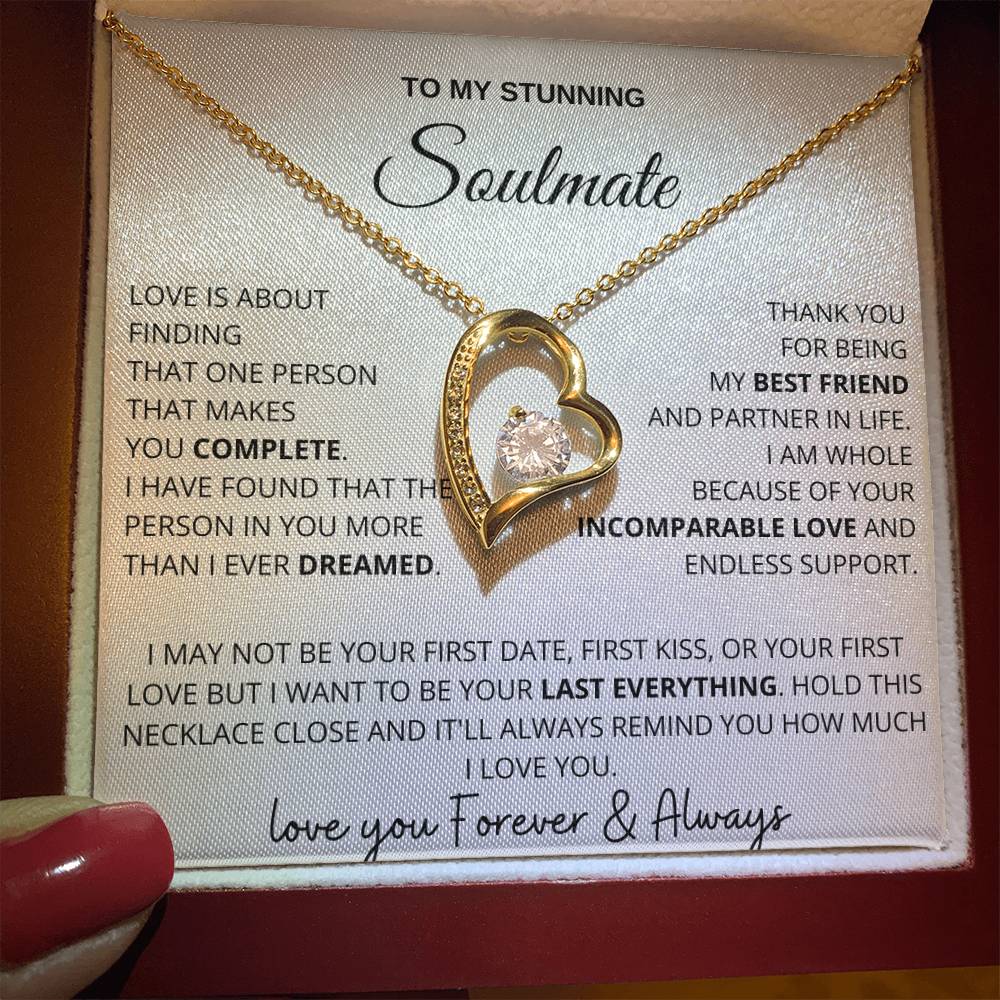 TO MY STUNNING
Soulmate
LOVE IS ABOUT
FINDING
THAT ONE PERSON
THAT MAKES
YOU COMPLETE.
I HAVE FOUND THAT THE
PERSON IN YOU MORE
THAN I EVER DREAMED.
THANK YOU
FOR BEING
MY BEST FRIEND
AND PARTNER IN LIFE.
I AM WHOLE
BECAUSE OF YOUR
INCOMPARABLE LOVE AND
ENDLESS SUPPORT.
I MAY NOT BE YOUR FIRST DATE, FIRST KISS, OR YOUR FIRST
LOVE BUT I WANT TO BE YOUR LAST EVERYTHING. HOLD THIS
NECKLACE CLOSE AND IT'LL ALWAYS REMIND YOU HOW MUCH
I LOVE YOU.
love you Forever & Always